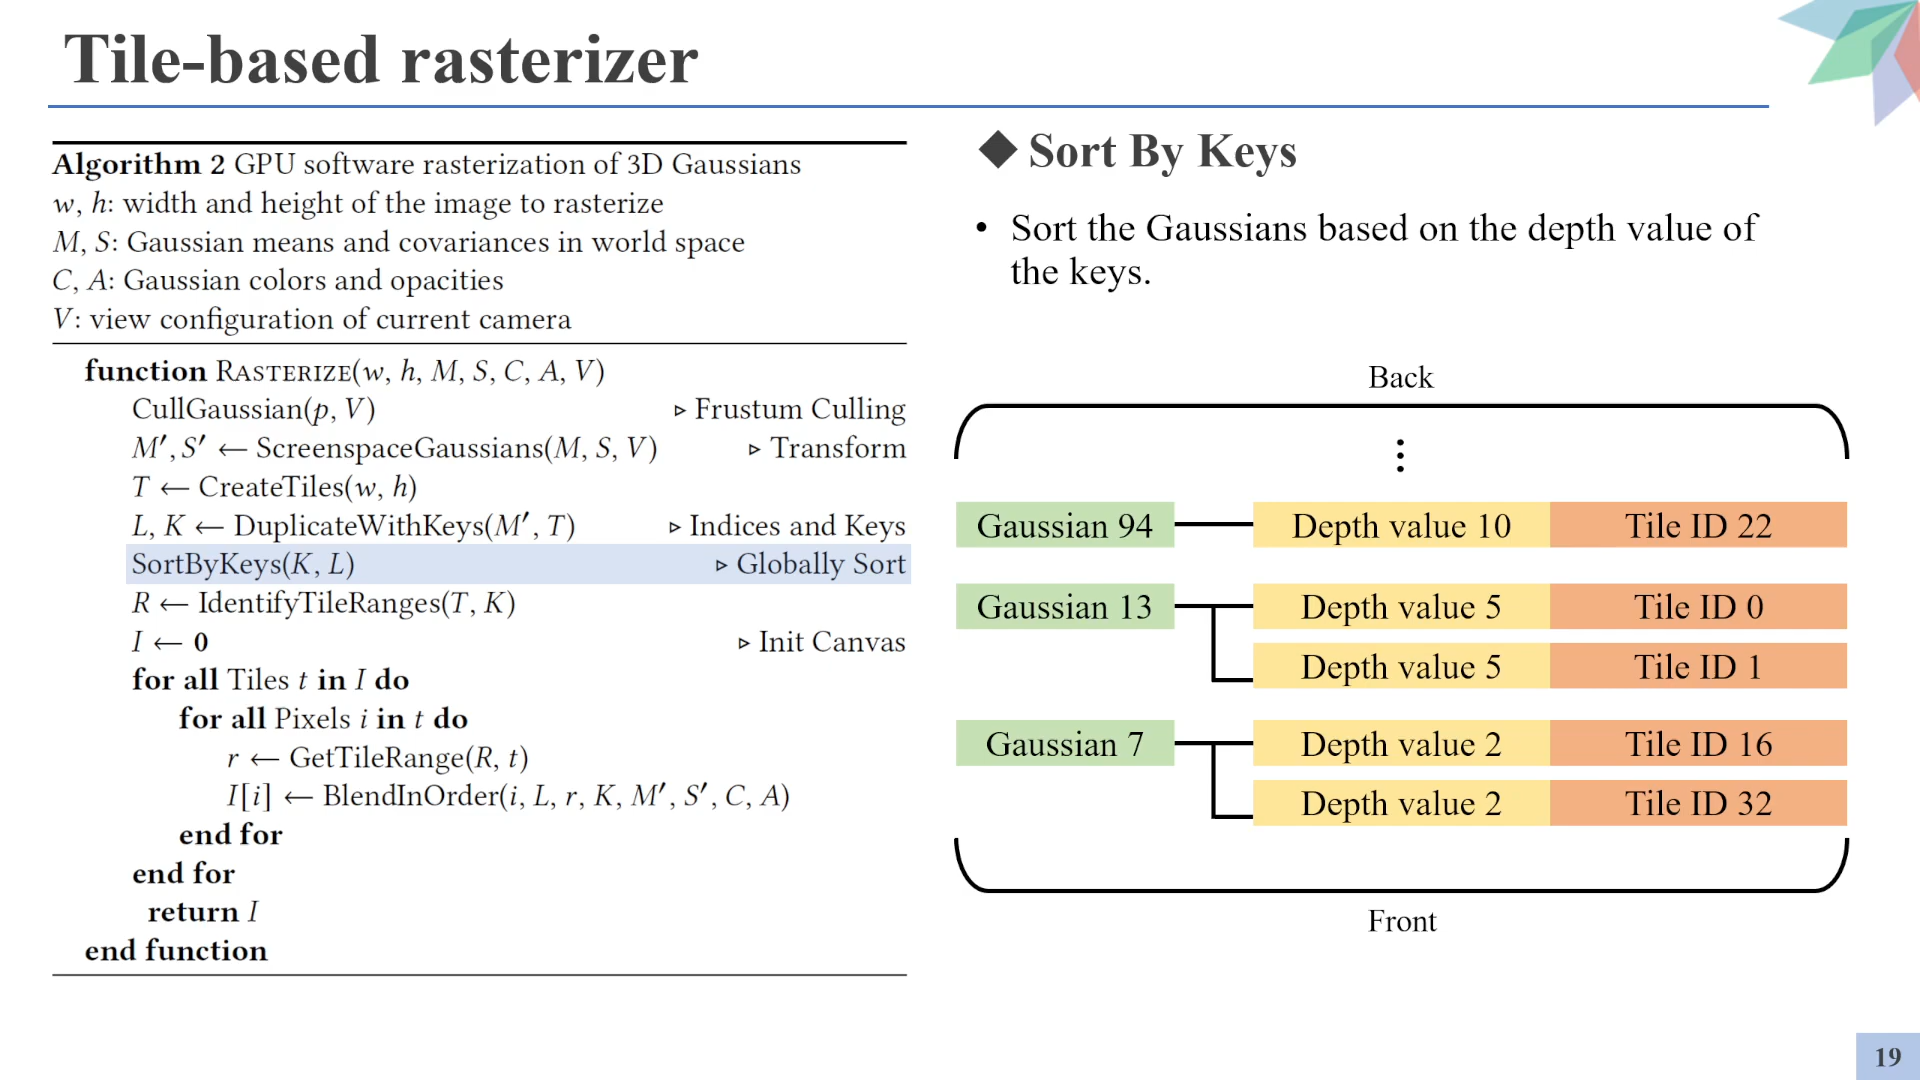 Tile-based rasterizer
Algorithm 2 GPU software rasterization of 3D Gaussians
w, h: width and height of the image to rasterize
M, S: Gaussian means and covariances in world space
C, A: Gaussian colors and opacities
V: view configuration of current camera
function RASTERIZE(w, h, M, S, C, A, V)
CullGaussian(p, V) ▹ Frustum Culling
M′, S′ ← ScreenspaceGaussians(M, S, V) ▹ Transform
T ← CreateTiles(w, h)
L, K ← DuplicateWithKeys(M′, T) ▹ Indices and Keys
SortByKeys(K, L) ▹ Globally Sort
R ← IdentifyTileRanges(T, K)
I ← 0 ▹ Init Canvas
for all Tiles t in I do
for all Pixels i in t do
r ← GetTileRange(R, t)
I[i] ← BlendInOrder(i, L, r, K, M′, S′, C, A)
end for
end for
return I
end function
◆ Sort By Keys
• Sort the Gaussians based on the depth value of
the keys.
Back
⋮
Gaussian 94 Depth value 10 Tile ID 22
Gaussian 13 Depth value 5 Tile ID 0
Depth value 5 Tile ID 1
Gaussian 7 Depth value 2 Tile ID 16
Depth value 2 Tile ID 32
Front
19